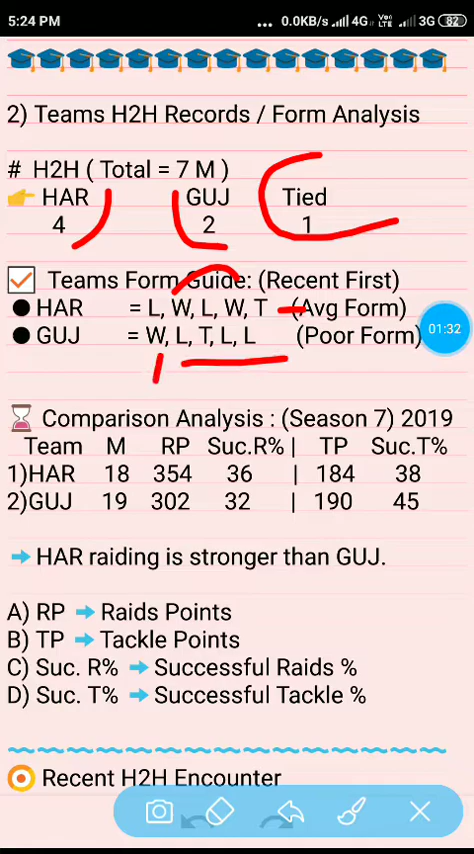 5:24 PM ... 0.0KB/s 4G Vo)) LTE 3G 82
2) Teams H2H Records / Form Analysis
# H2H ( Total = 7 M )
HAR GUJ Tied
4 2 1
Teams Form Guide: (Recent First)
● HAR = L, W, L, W, T (Avg Form)
● GUJ = W, L, T, L, L (Poor Form)
01:32
Comparison Analysis : (Season 7) 2019
Team M RP Suc.R% | TP Suc.T%
1)HAR 18 354 36 | 184 38
2)GUJ 19 302 32 | 190 45
➡ HAR raiding is stronger than GUJ.
A) RP ➡ Raids Points
B) TP ➡ Tackle Points
C) Suc. R% ➡ Successful Raids %
D) Suc. T% ➡ Successful Tackle %
Recent H2H Encounter